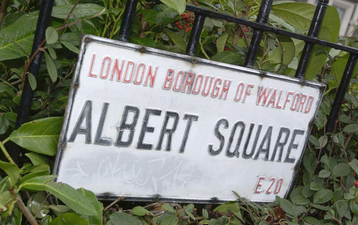 LONDON BOROUGH OF WALFORD
ALBERT SQUARE
E.20